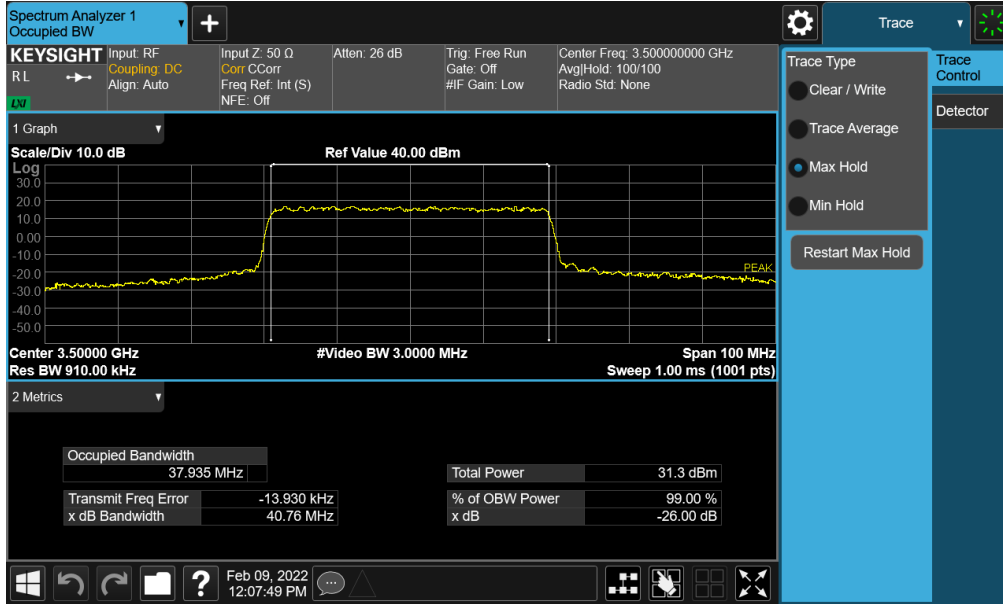 Spectrum Analyzer 1
Occupied BW
Trace
KEYSIGHT
R L
LXI
Input: RF
Coupling: DC
Align: Auto
Input Z: 50 Ω
Corr CCorr
Freq Ref: Int (S)
NFE: Off
Atten: 26 dB
Trig: Free Run
Gate: Off
#IF Gain: Low
Center Freq: 3.500000000 GHz
Avg|Hold: 100/100
Radio Std: None
Trace Type
Clear / Write
Trace Average
Max Hold
Min Hold
Restart Max Hold
Trace
Control
Detector
1 Graph
Scale/Div 10.0 dB
Ref Value 40.00 dBm
Log
30.0
20.0
10.0
0.00
-10.0
-20.0
-30.0
-40.0
-50.0
PEAK
Center 3.50000 GHz
#Video BW 3.0000 MHz
Span 100 MHz
Res BW 910.00 kHz
Sweep 1.00 ms (1001 pts)
2 Metrics
Occupied Bandwidth
37.935 MHz
Total Power 31.3 dBm
Transmit Freq Error -13.930 kHz
% of OBW Power 99.00 %
x dB Bandwidth 40.76 MHz
x dB -26.00 dB
?
Feb 09, 2022
12:07:49 PM